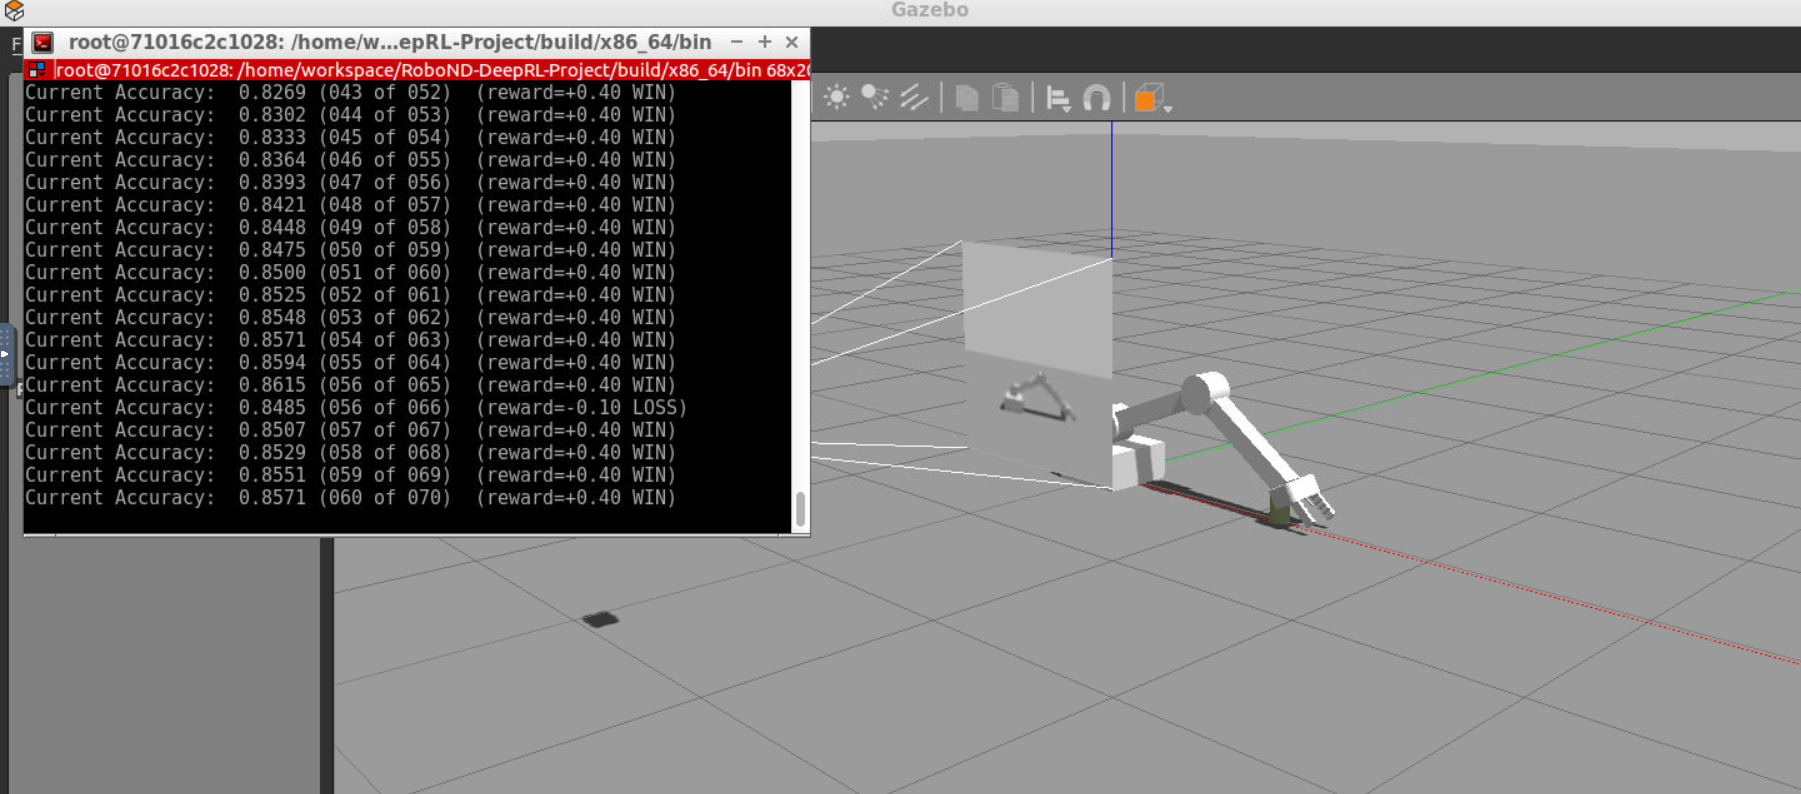 Gazebo
F
root@71016c2c1028: /home/w...epRL-Project/build/x86_64/bin
root@71016c2c1028: /home/workspace/RoboND-DeepRL-Project/build/x86_64/bin 68x20
Current Accuracy:  0.8269 (043 of 052)  (reward=+0.40 WIN)
Current Accuracy:  0.8302 (044 of 053)  (reward=+0.40 WIN)
Current Accuracy:  0.8333 (045 of 054)  (reward=+0.40 WIN)
Current Accuracy:  0.8364 (046 of 055)  (reward=+0.40 WIN)
Current Accuracy:  0.8393 (047 of 056)  (reward=+0.40 WIN)
Current Accuracy:  0.8421 (048 of 057)  (reward=+0.40 WIN)
Current Accuracy:  0.8448 (049 of 058)  (reward=+0.40 WIN)
Current Accuracy:  0.8475 (050 of 059)  (reward=+0.40 WIN)
Current Accuracy:  0.8500 (051 of 060)  (reward=+0.40 WIN)
Current Accuracy:  0.8525 (052 of 061)  (reward=+0.40 WIN)
Current Accuracy:  0.8548 (053 of 062)  (reward=+0.40 WIN)
Current Accuracy:  0.8571 (054 of 063)  (reward=+0.40 WIN)
Current Accuracy:  0.8594 (055 of 064)  (reward=+0.40 WIN)
Current Accuracy:  0.8615 (056 of 065)  (reward=+0.40 WIN)
Current Accuracy:  0.8485 (056 of 066)  (reward=-0.10 LOSS)
Current Accuracy:  0.8507 (057 of 067)  (reward=+0.40 WIN)
Current Accuracy:  0.8529 (058 of 068)  (reward=+0.40 WIN)
Current Accuracy:  0.8551 (059 of 069)  (reward=+0.40 WIN)
Current Accuracy:  0.8571 (060 of 070)  (reward=+0.40 WIN)